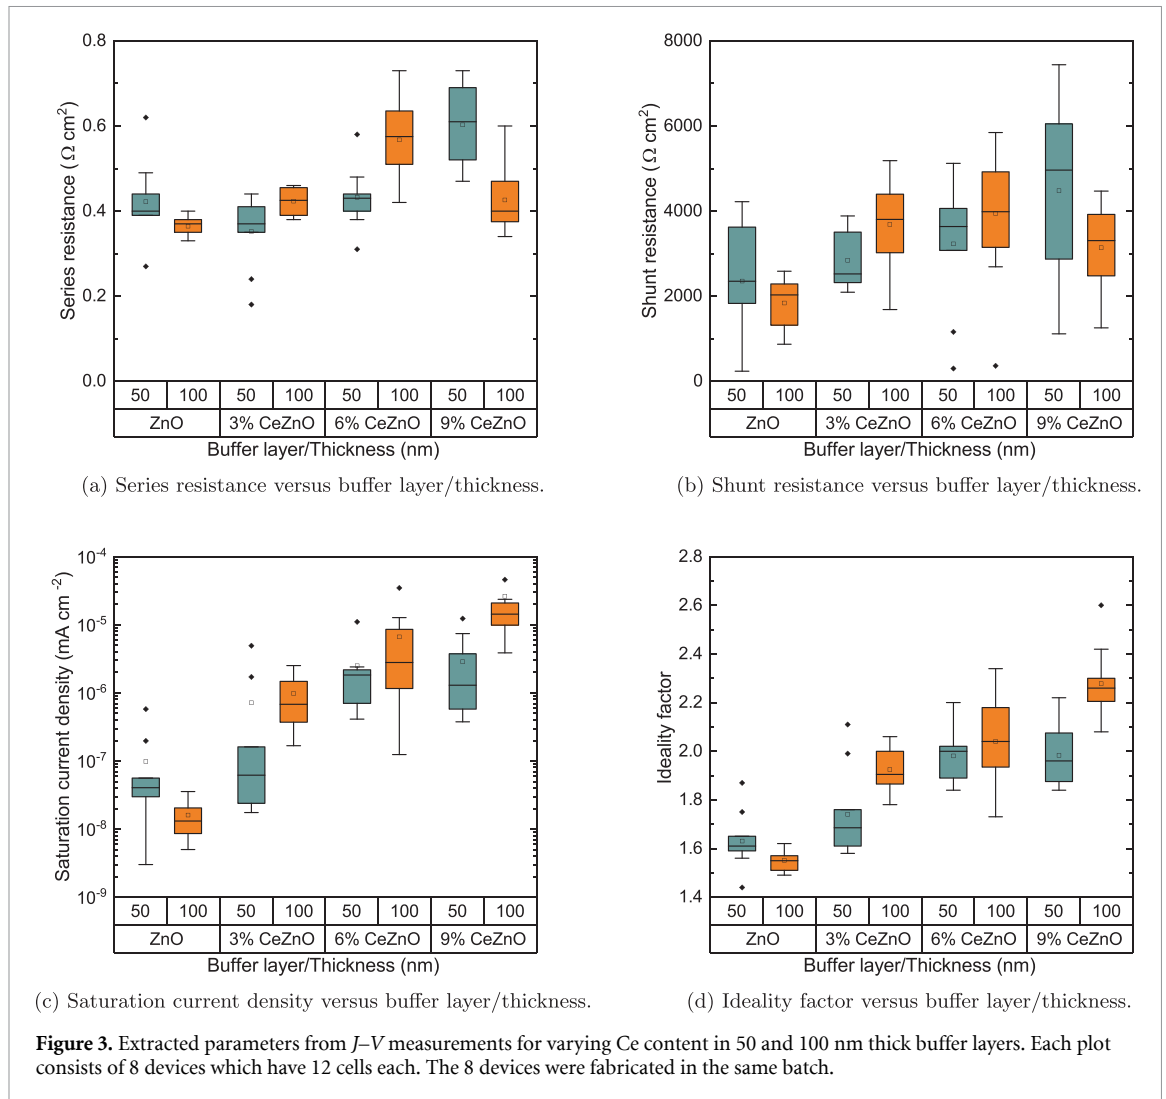 0.8
0.6
0.4
0.2
0.0
Series resistance (Ω cm²)
50 100 50 100 50 100 50 100
ZnO 3% CeZnO 6% CeZnO 9% CeZnO
Buffer layer/Thickness (nm)
(a) Series resistance versus buffer layer/thickness.
8000
6000
4000
2000
0
Shunt resistance (Ω cm²)
50 100 50 100 50 100 50 100
ZnO 3% CeZnO 6% CeZnO 9% CeZnO
Buffer layer/Thickness (nm)
(b) Shunt resistance versus buffer layer/thickness.
10⁻⁴
10⁻⁵
10⁻⁶
10⁻⁷
10⁻⁸
10⁻⁹
Saturation current density (mA cm⁻²)
50 100 50 100 50 100 50 100
ZnO 3% CeZnO 6% CeZnO 9% CeZnO
Buffer layer/Thickness (nm)
(c) Saturation current density versus buffer layer/thickness.
2.8
2.6
2.4
2.2
2.0
1.8
1.6
1.4
Ideality factor
50 100 50 100 50 100 50 100
ZnO 3% CeZnO 6% CeZnO 9% CeZnO
Buffer layer/Thickness (nm)
(d) Ideality factor versus buffer layer/thickness.
Figure 3. Extracted parameters from J–V measurements for varying Ce content in 50 and 100 nm thick buffer layers. Each plot
consists of 8 devices which have 12 cells each. The 8 devices were fabricated in the same batch.